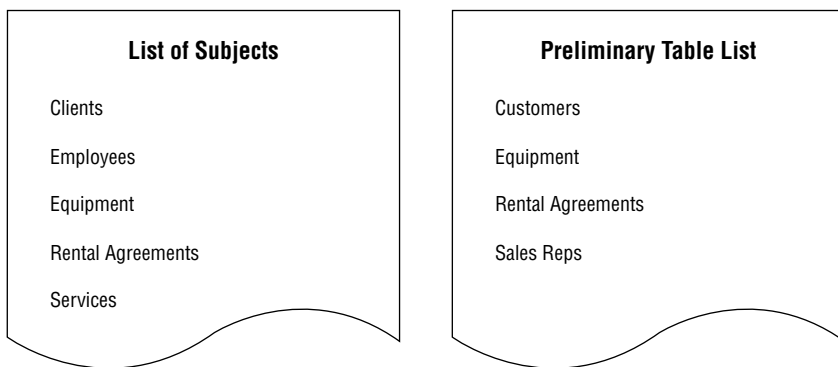 List of Subjects
Clients
Employees
Equipment
Rental Agreements
Services
Preliminary Table List
Customers
Equipment
Rental Agreements
Sales Reps